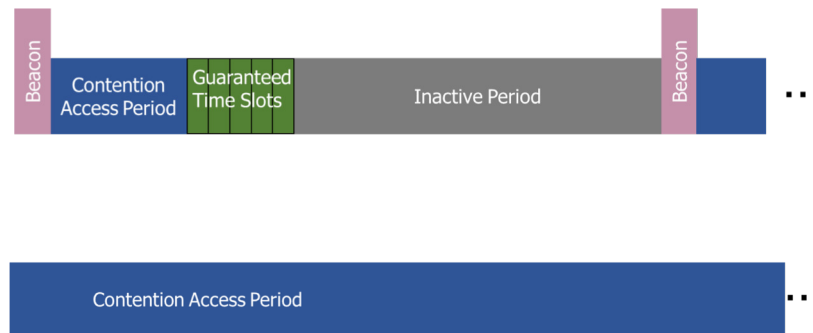 Beacon
Contention
Access Period
Guaranteed
Time Slots
Inactive Period
Beacon
..
Contention Access Period
..